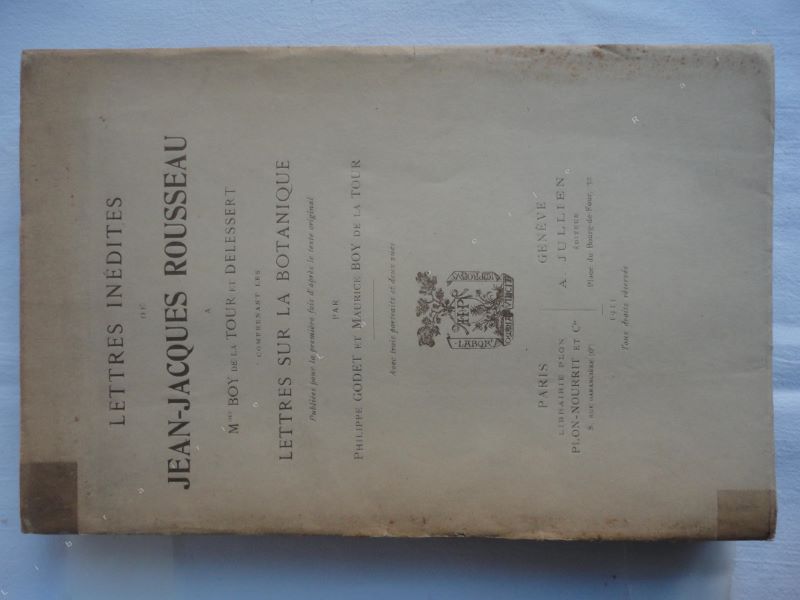 LETTRES INÉDITES
DE
JEAN-JACQUES ROUSSEAU
A
Mmes BOY DE LA TOUR ET DELESSERT
COMPRENANT LES
LETTRES SUR LA BOTANIQUE
Publiées pour la première fois d'après le texte original
PAR
PHILIPPE GODET ET MAURICE BOY DE LA TOUR
Avec trois portraits et deux vues
LABOR
PARIS
LIBRAIRIE PLON
PLON-NOURRIT ET Cie
8, RUE GARANCIÈRE (6e)
GENÈVE
A. JULLIEN
ÉDITEUR
Place du Bourg-de-Four, 32
1911
Tous droits réservés